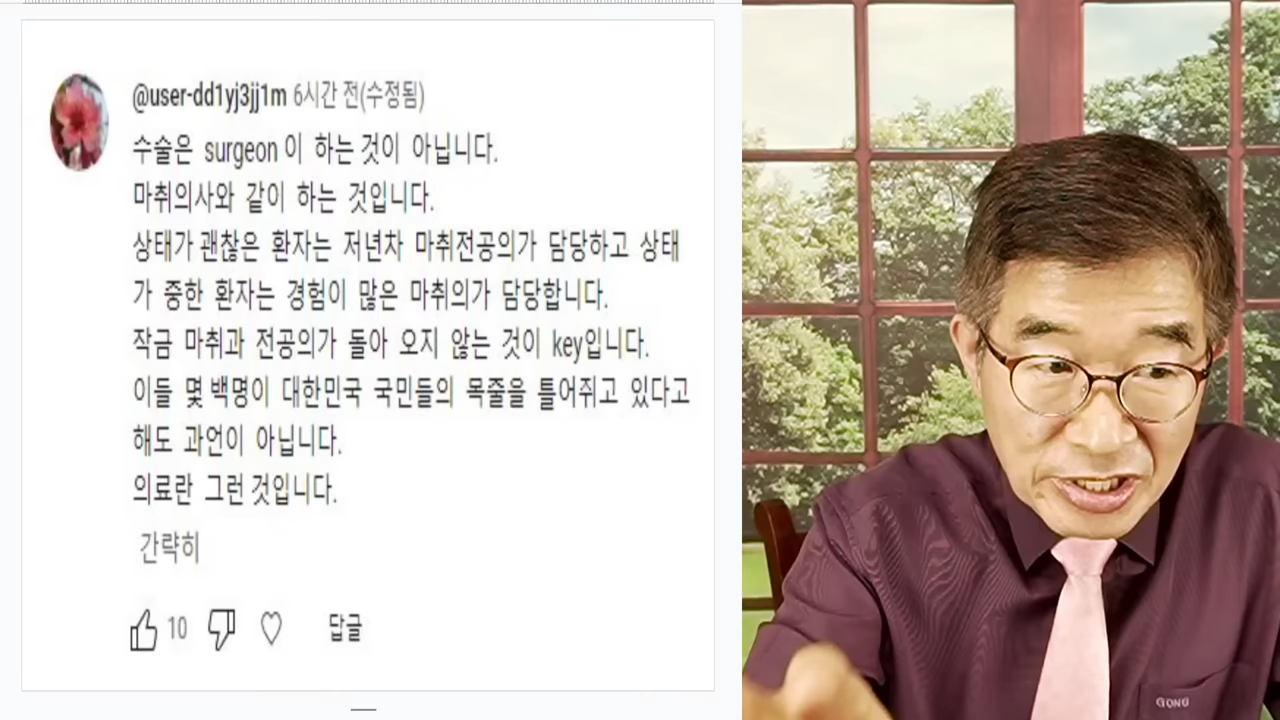 @user-dd1yj3jj1m 6시간 전(수정됨)
수술은 surgeon 이 하는 것이 아닙니다.
마취의사와 같이 하는 것입니다.
상태가 괜찮은 환자는 저년차 마취전공의가 담당하고 상태
가 중한 환자는 경험이 많은 마취의가 담당합니다.
작금 마취과 전공의가 돌아 오지 않는 것이 key입니다.
이들 몇 백명이 대한민국 국민들의 목줄을 틀어쥐고 있다고
해도 과언이 아닙니다.
의료란 그런 것입니다.
간략히
10 답글
GONG